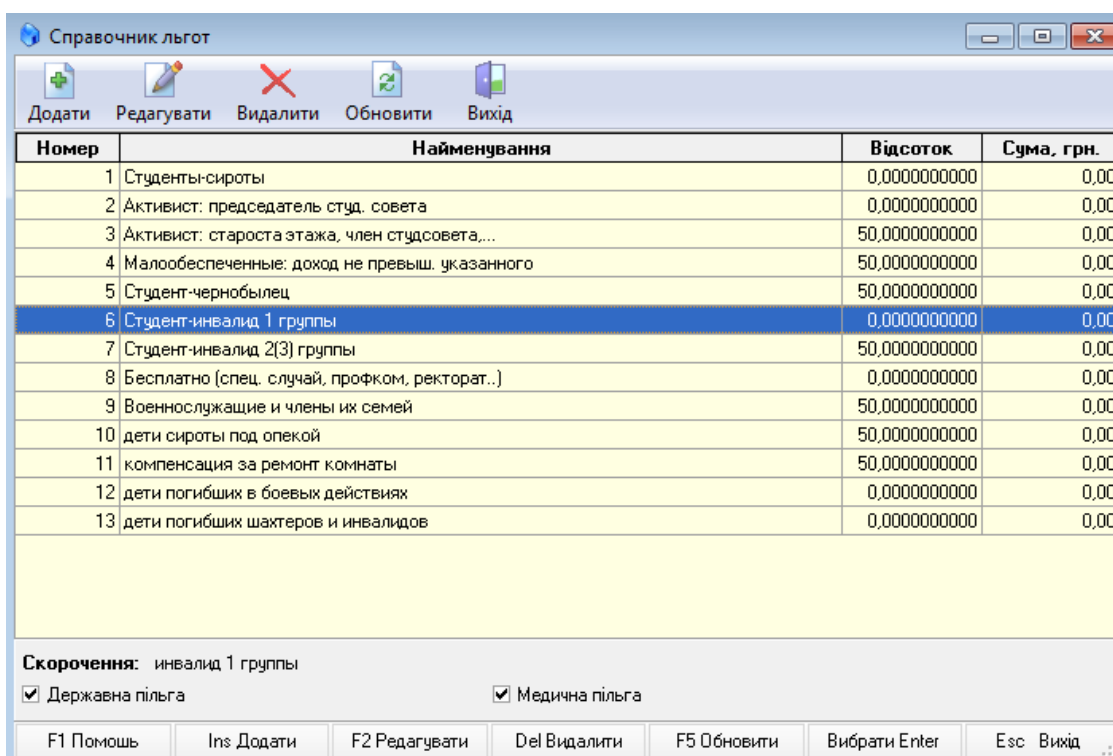 Справочник льгот
Додати Редагувати Видалити Обновити Вихід
Номер Найменування Відсоток Сума, грн.
1 Студенты-сироты 0,0000000000 0,00
2 Активист: председатель студ. совета 0,0000000000 0,00
3 Активист: староста этажа, член студсовета,... 50,0000000000 0,00
4 Малообеспеченные: доход не превыш. указанного 50,0000000000 0,00
5 Студент-чернобылец 50,0000000000 0,00
6 Студент-инвалид 1 группы 0,0000000000 0,00
7 Студент-инвалид 2(3) группы 50,0000000000 0,00
8 Бесплатно (спец. случай, профком, ректорат..) 0,0000000000 0,00
9 Военнослужащие и члены их семей 50,0000000000 0,00
10 дети сироты под опекой 50,0000000000 0,00
11 компенсация за ремонт комнаты 50,0000000000 0,00
12 дети погибших в боевых действиях 0,0000000000 0,00
13 дети погибших шахтеров и инвалидов 0,0000000000 0,00
Скорочення: инвалид 1 группы
Державна пільга Медична пільга
F1 Помошь Ins Додати F2 Редагувати Del Видалити F5 Обновити Вибрати Enter Esc Вихід